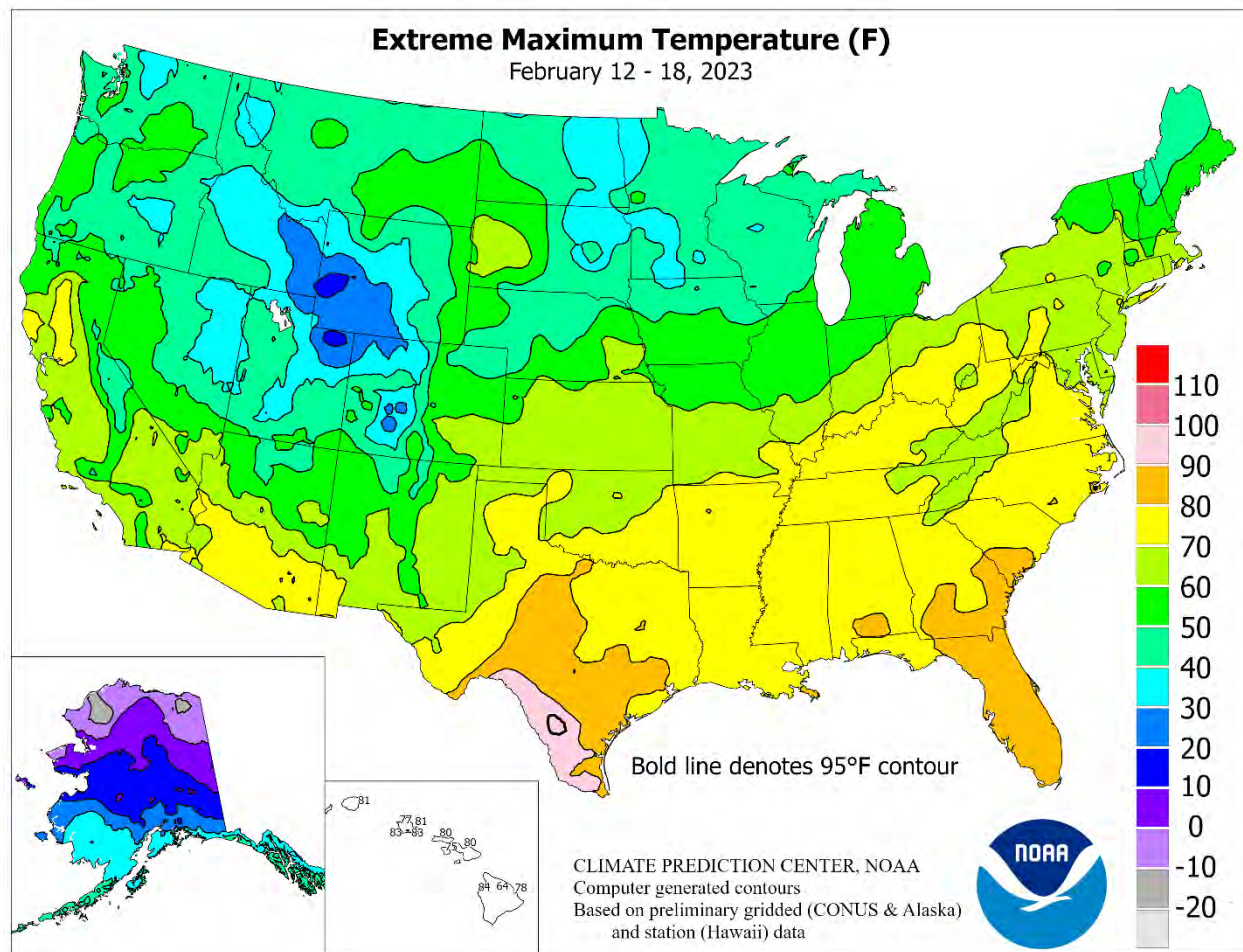 Extreme Maximum Temperature (F)
February 12 - 18, 2023
110
100
90
80
70
60
50
40
30
20
10
0
-10
-20
Bold line denotes 95°F contour
81
77 81
83 83
80
75 80
84 64 78
CLIMATE PREDICTION CENTER, NOAA
Computer generated contours
Based on preliminary gridded (CONUS & Alaska)
and station (Hawaii) data
NOAA